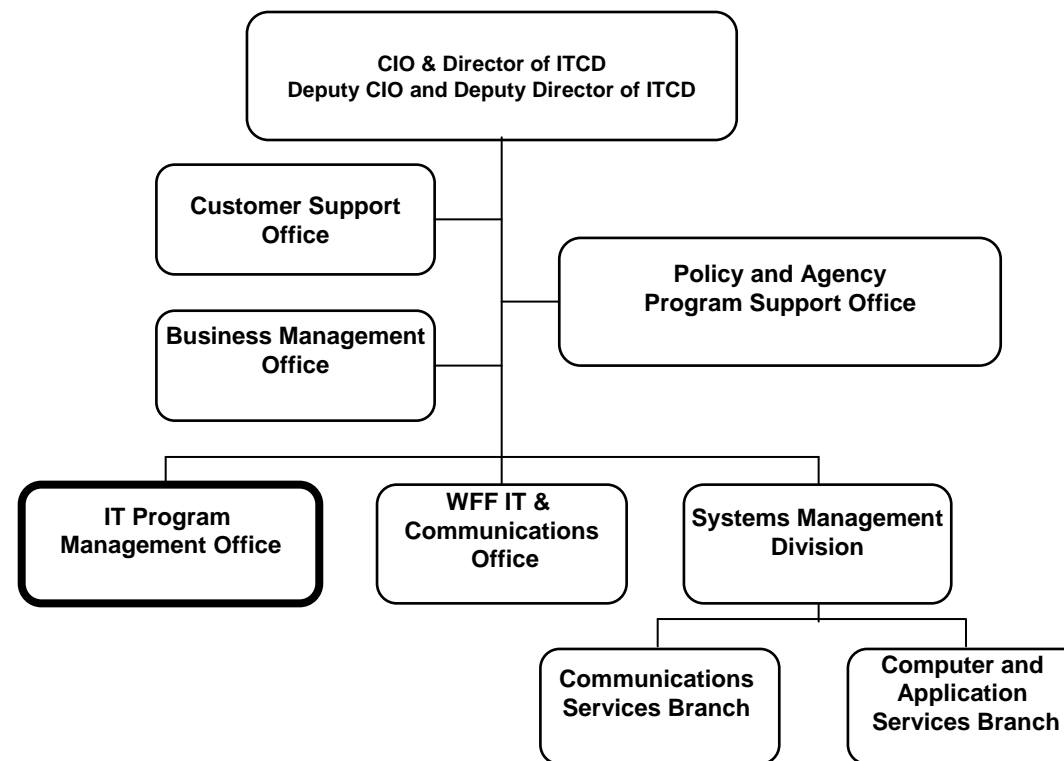 CIO & Director of ITCD
Deputy CIO and Deputy Director of ITCD
Customer Support
Office
Policy and Agency
Program Support Office
Business Management
Office
IT Program
Management Office
WFF IT &
Communications
Office
Systems Management
Division
Communications
Services Branch
Computer and
Application
Services Branch